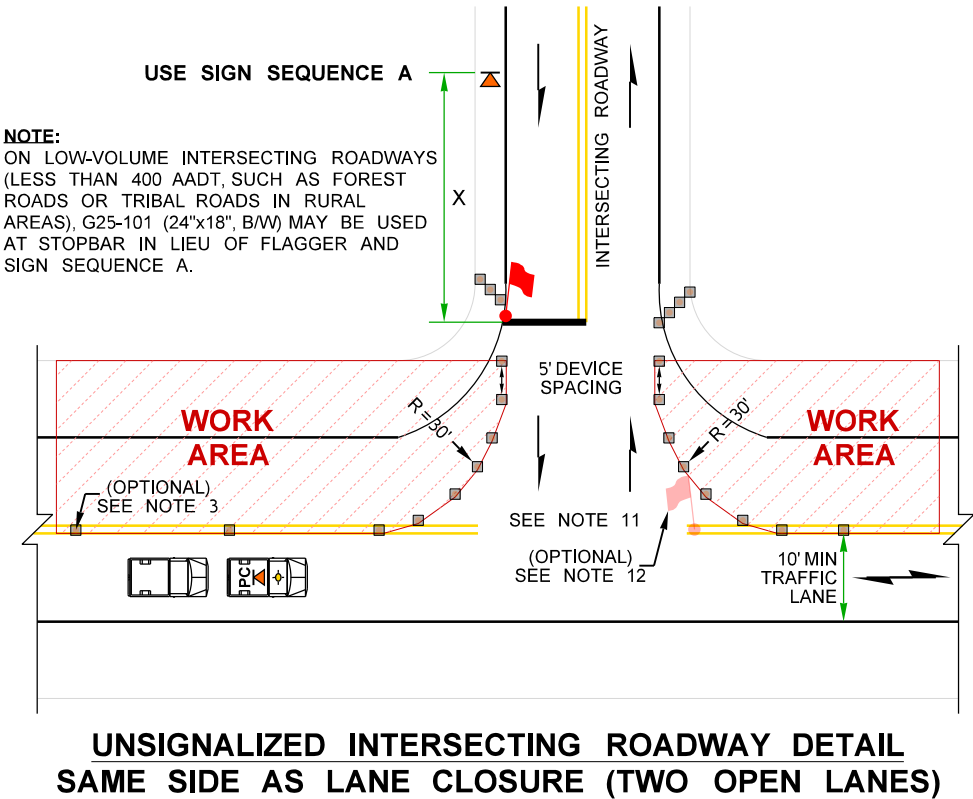 USE SIGN SEQUENCE A
NOTE:
ON LOW-VOLUME INTERSECTING ROADWAYS
(LESS THAN 400 AADT, SUCH AS FOREST
ROADS OR TRIBAL ROADS IN RURAL
AREAS), G25-101 (24"x18", B/W) MAY BE USED
AT STOPBAR IN LIEU OF FLAGGER AND
SIGN SEQUENCE A.
X
INTERSECTING ROADWAY
5' DEVICE
SPACING
WORK
AREA
R = 30'
R = 30'
WORK
AREA
(OPTIONAL)
SEE NOTE 3
SEE NOTE 11
(OPTIONAL)
SEE NOTE 12
10' MIN
TRAFFIC
LANE
PC
UNSIGNALIZED INTERSECTING ROADWAY DETAIL
SAME SIDE AS LANE CLOSURE (TWO OPEN LANES)